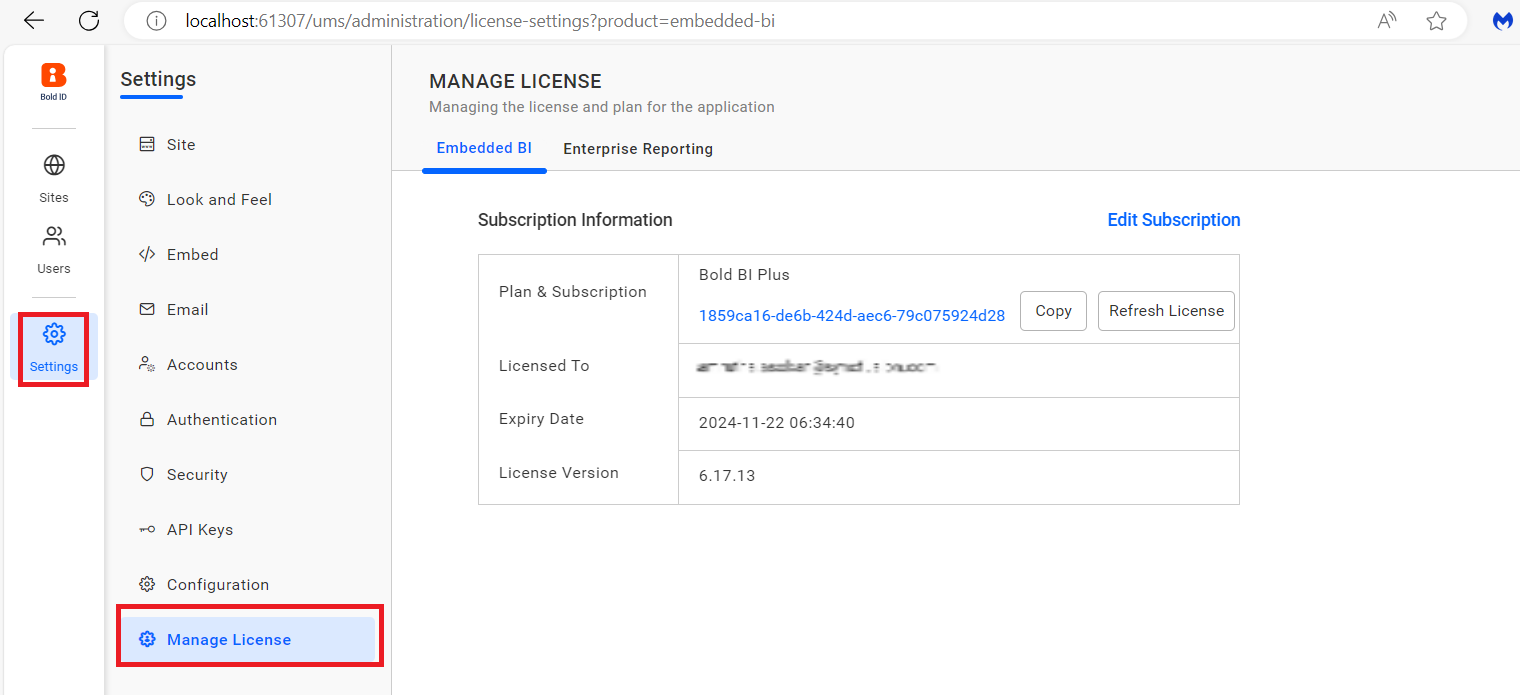 localhost:61307/ums/administration/license-settings?product=embedded-bi
Bold ID
Sites
Users
Settings
Settings
Site
Look and Feel
Embed
Email
Accounts
Authentication
Security
API Keys
Configuration
Manage License
MANAGE LICENSE
Managing the license and plan for the application
Embedded BI Enterprise Reporting
Subscription Information Edit Subscription
Plan & Subscription
Bold BI Plus
1859ca16-de6b-424d-aec6-79c075924d28 Copy Refresh License
Licensed To
Expiry Date 2024-11-22 06:34:40
License Version 6.17.13